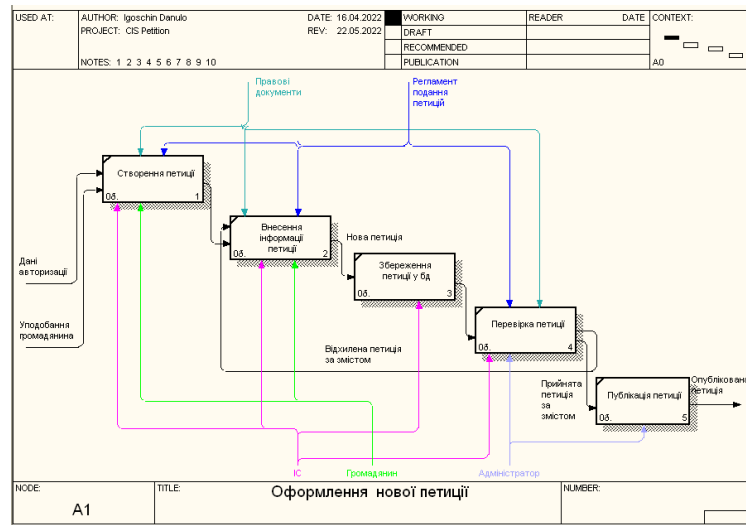 USED AT:
AUTHOR: Igoschin Danulo
DATE: 16.04.2022
WORKING
READER
DATE
CONTEXT:
PROJECT: CIS Petition
REV: 22.05.2022
DRAFT
RECOMMENDED
NOTES: 1 2 3 4 5 6 7 8 9 10
PUBLICATION
A0
Правові
документи
Регламент
подання
петицій
Створення петиції
0б.
1
Внесення
інформації
петиції
0б.
2
Нова петиція
Дані
авторизації
Збереження
петиції у бд
0б.
3
Уподобання
громадянина
Перевірка петиції
0б.
4
Відхилена петиція
за змістом
Прийнята
петиція
за
змістом
Опублікована
петиція
Публікація петиції
0б.
5
ІС
Громадянин
Адміністратор
NODE:
TITLE:
NUMBER:
A1
Оформлення нової петиції